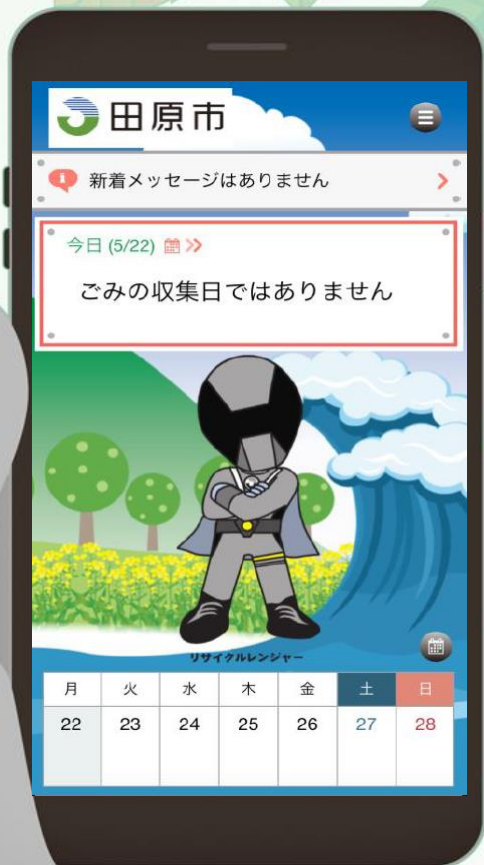 田原市
新着メッセージはありません
今日 (5/22)
ごみの収集日ではありません
リサイクルレンジャー
月 火 水 木 金 土 日
22 23 24 25 26 27 28